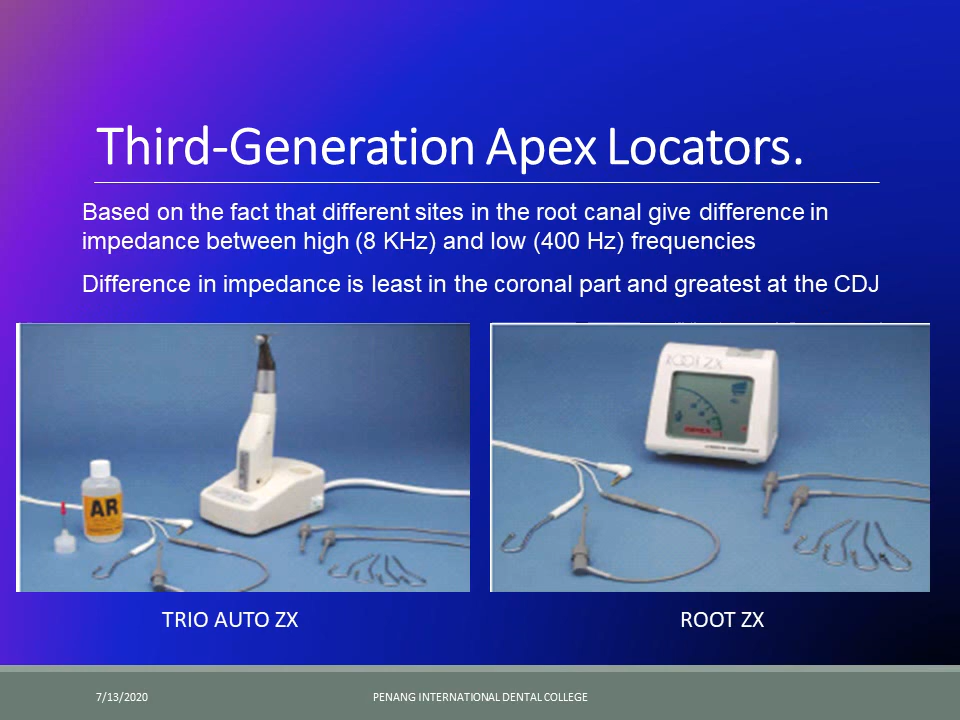 Third-Generation Apex Locators.
Based on the fact that different sites in the root canal give difference in
impedance between high (8 KHz) and low (400 Hz) frequencies
Difference in impedance is least in the coronal part and greatest at the CDJ
AR
ROOT ZX
TRIO AUTO ZX
ROOT ZX
7/13/2020
PENANG INTERNATIONAL DENTAL COLLEGE